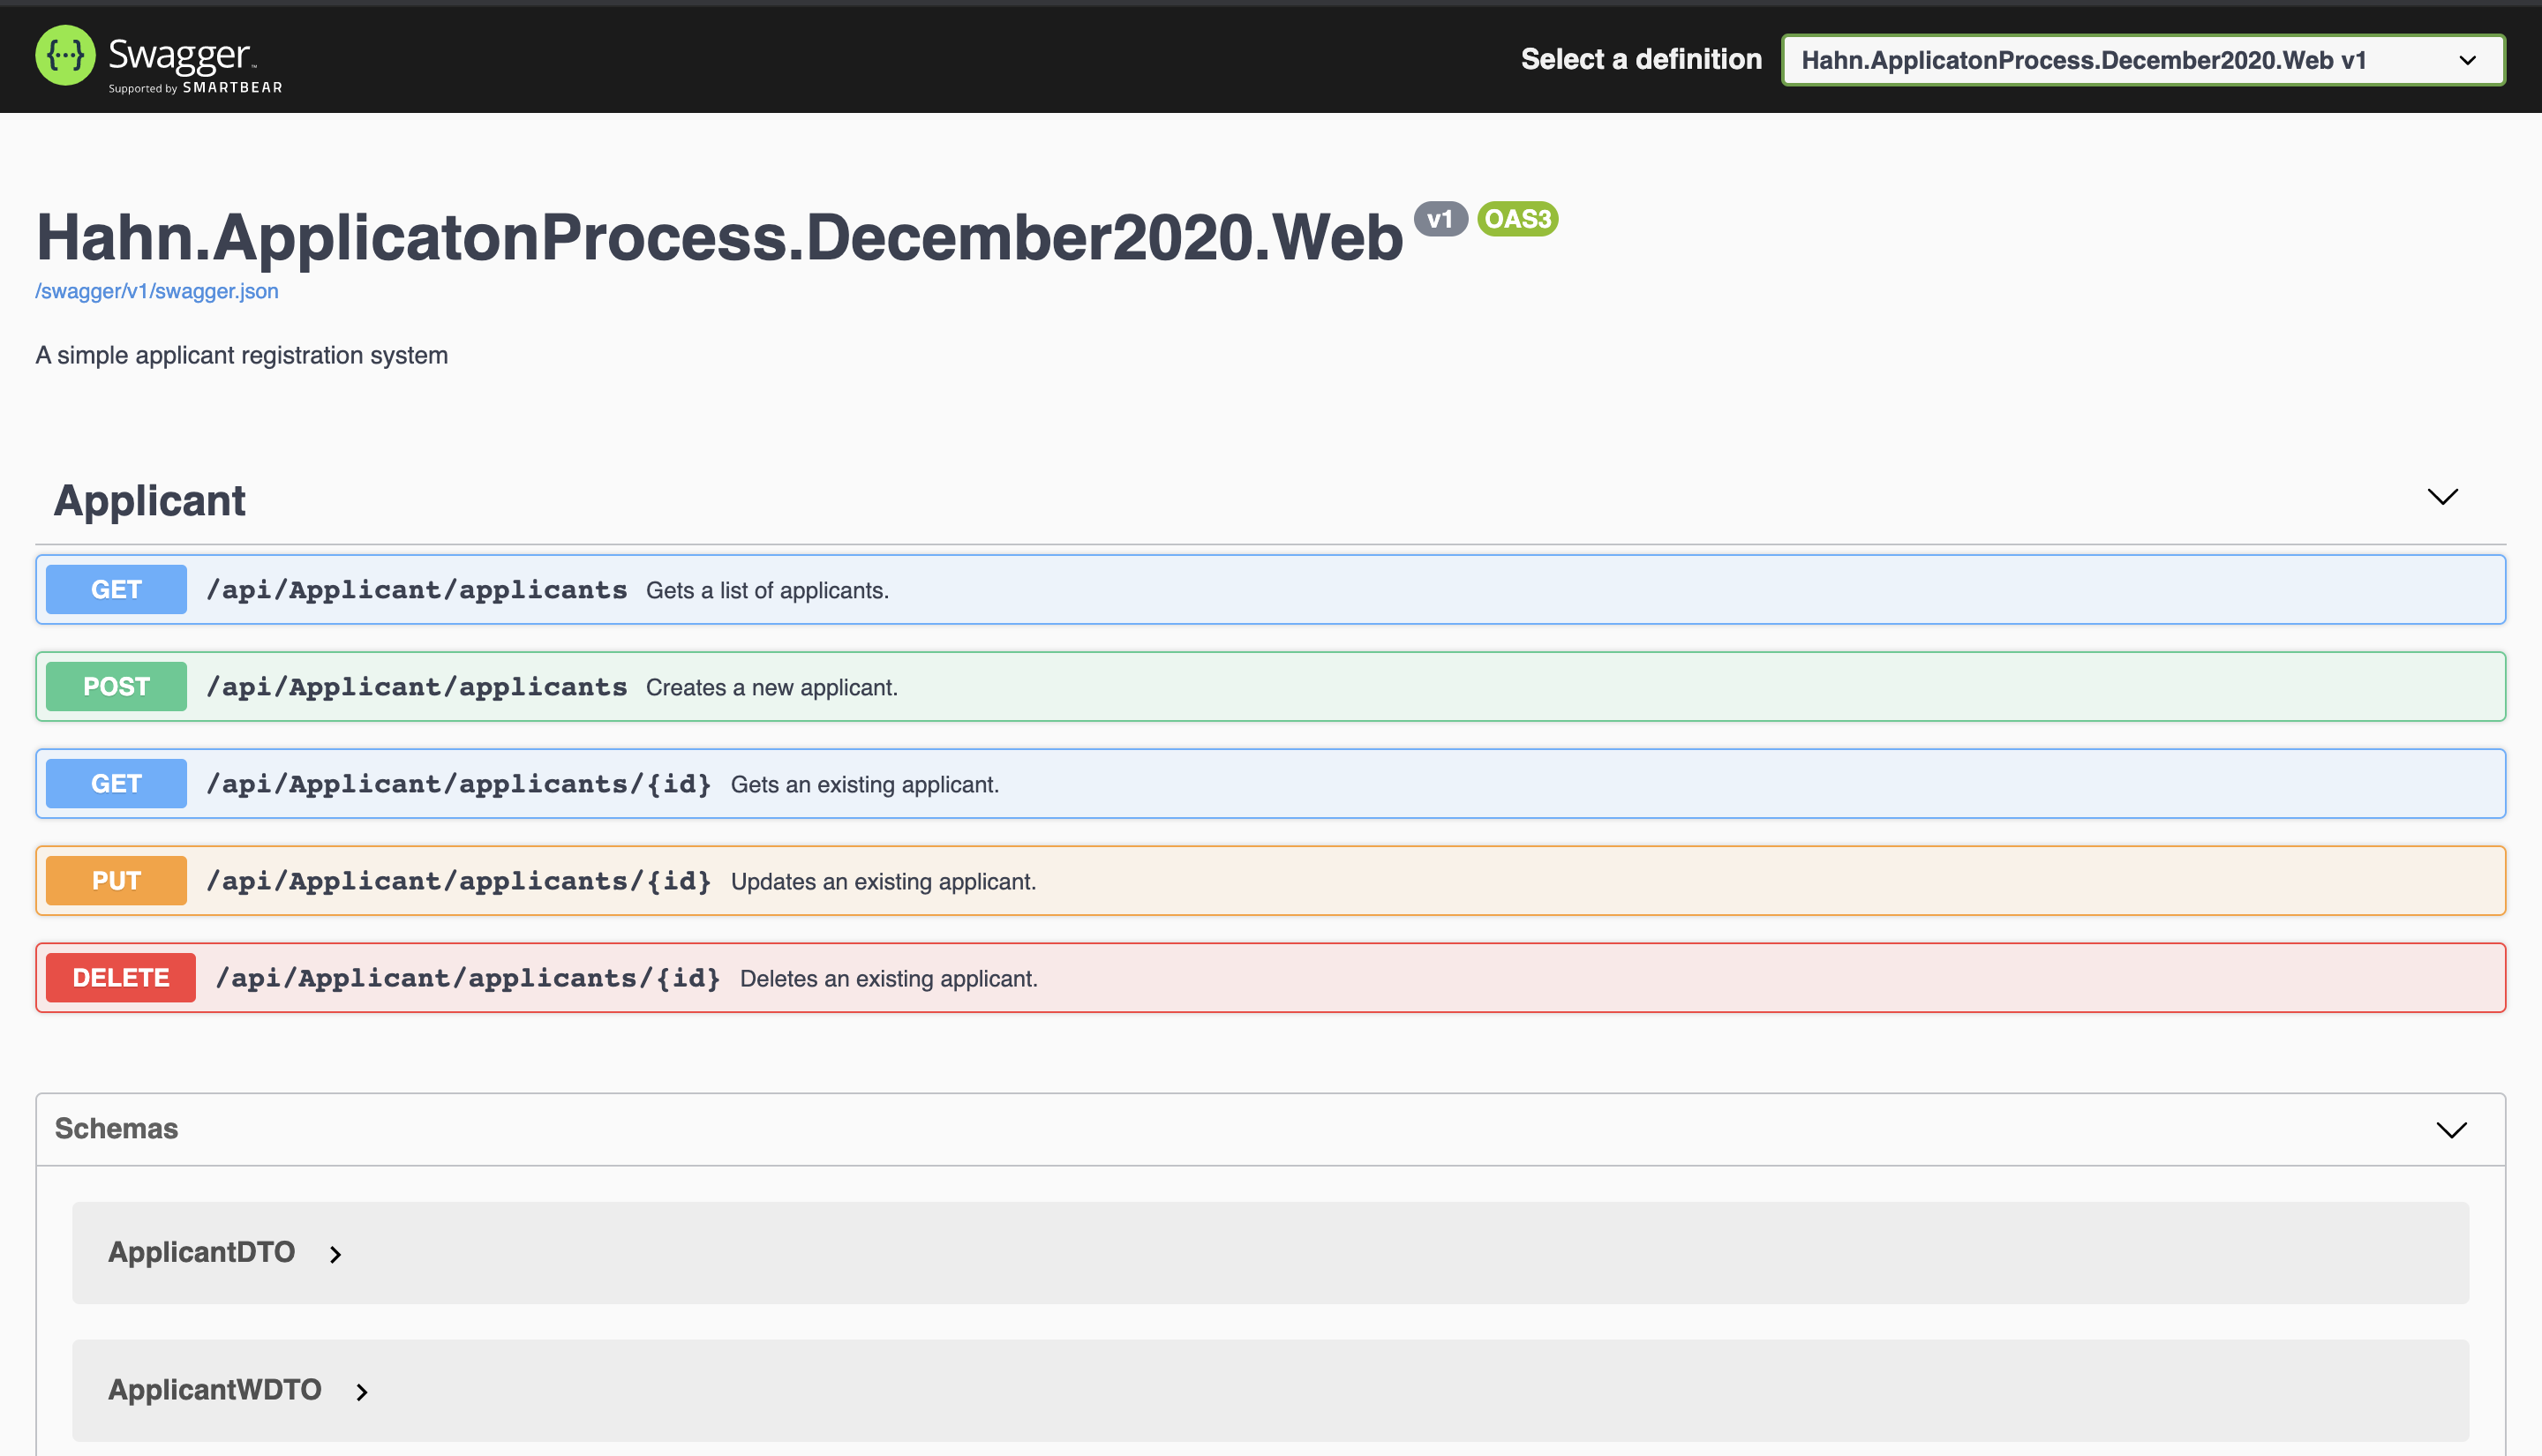 {···} Swagger™
Supported by SMARTBEAR
Select a definition
Hahn.ApplicatonProcess.December2020.Web v1
Hahn.ApplicatonProcess.December2020.Web v1 OAS3
/swagger/v1/swagger.json
A simple applicant registration system
Applicant
GET /api/Applicant/applicants Gets a list of applicants.
POST /api/Applicant/applicants Creates a new applicant.
GET /api/Applicant/applicants/{id} Gets an existing applicant.
PUT /api/Applicant/applicants/{id} Updates an existing applicant.
DELETE /api/Applicant/applicants/{id} Deletes an existing applicant.
Schemas
ApplicantDTO
ApplicantWDTO